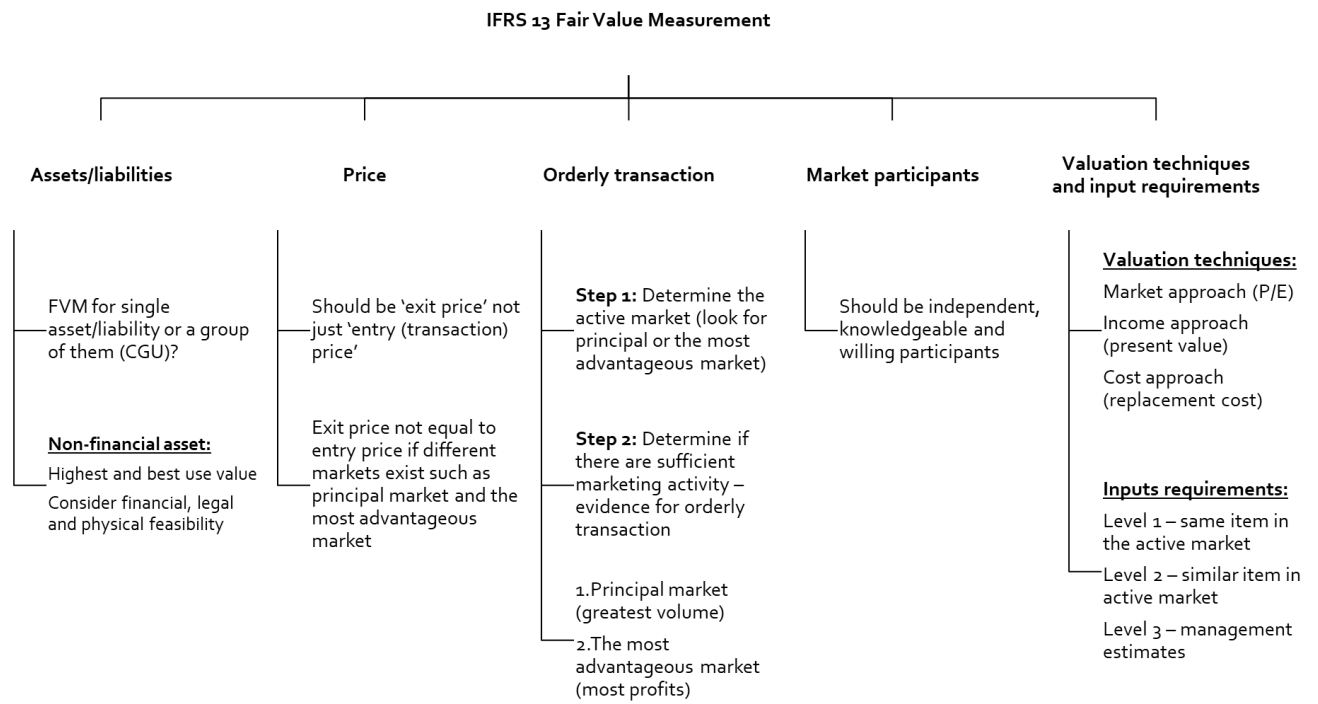 IFRS 13 Fair Value Measurement
Assets/liabilities
FVM for single
asset/liability or a group
of them (CGU)?
Non-financial asset:
Highest and best use value
Consider financial, legal
and physical feasibility
Price
Should be ‘exit price’ not
just ‘entry (transaction)
price’
Exit price not equal to
entry price if different
markets exist such as
principal market and the
most advantageous
market
Orderly transaction
Step 1: Determine the
active market (look for
principal or the most
advantageous market)
Step 2: Determine if
there are sufficient
marketing activity –
evidence for orderly
transaction
1.Principal market
(greatest volume)
2.The most
advantageous market
(most profits)
Market participants
Should be independent,
knowledgeable and
willing participants
Valuation techniques
and input requirements
Valuation techniques:
Market approach (P/E)
Income approach
(present value)
Cost approach
(replacement cost)
Inputs requirements:
Level 1 – same item in
the active market
Level 2 – similar item in
active market
Level 3 – management
estimates